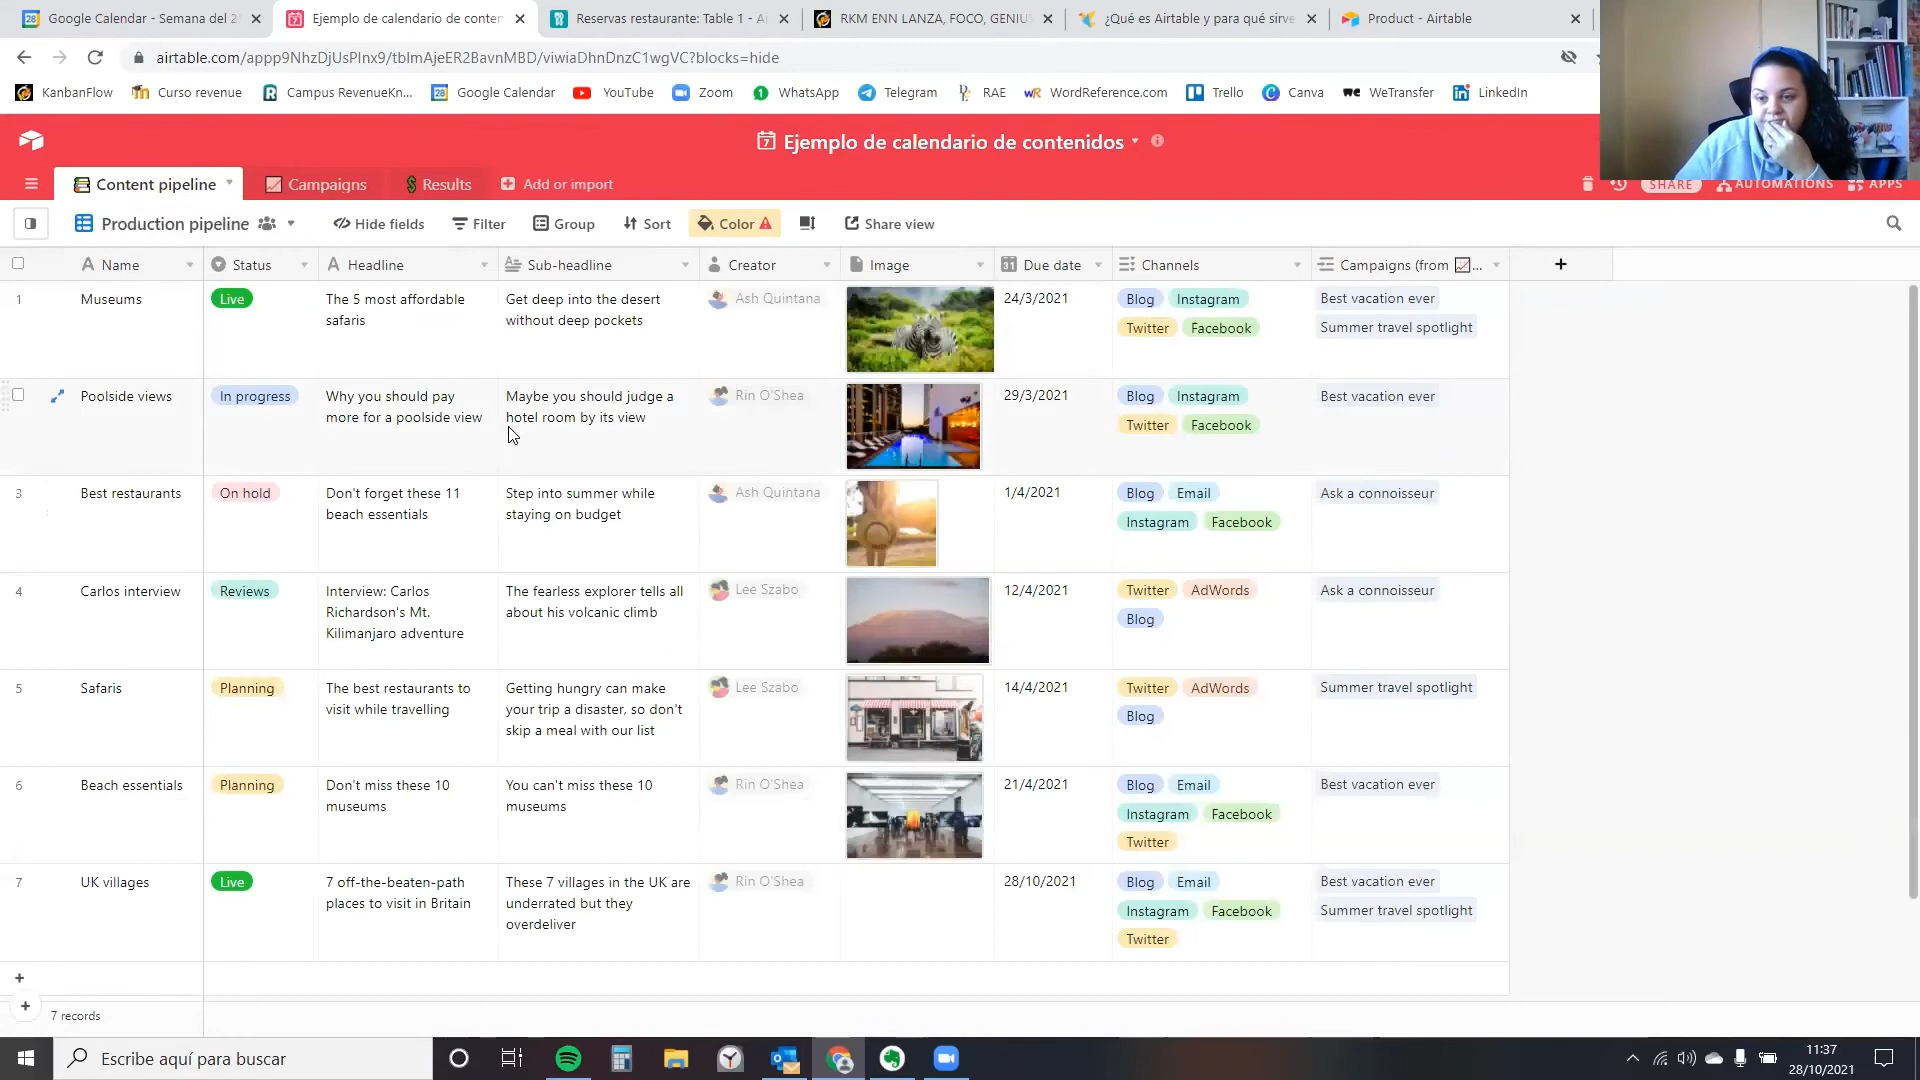 Google Calendar - Semana del 25
Ejemplo de calendario de conten
Reservas restaurante: Table 1 - Ai
RKM ENN LANZA, FOCO, GENIUS
¿Qué es Airtable y para qué sirve
Product - Airtable
airtable.com/appp9NhzDjUsPInx9/tblmAjeER2BavnMBD/viwiaDhnDnzC1wgVC?blocks=hide
KanbanFlow
Curso revenue
Campus RevenueKn...
28
Google Calendar
YouTube
Zoom
WhatsApp
Telegram
RAE
WordReference.com
Trello
Canva
WeTransfer
LinkedIn
Ejemplo de calendario de contenidos
Content pipeline
Campaigns
Results
Add or import
SHARE
AUTOMATIONS
APPS
Production pipeline
Hide fields
Filter
Group
Sort
Color
Share view
Name
Status
Headline
Sub-headline
Creator
Image
Due date
Channels
Campaigns (from ...
1
Museums
Live
The 5 most affordable
safaris
Get deep into the desert
without deep pockets
Ash Quintana
24/3/2021
Blog Instagram
Twitter Facebook
Best vacation ever
Summer travel spotlight
Poolside views
In progress
Why you should pay
more for a poolside view
Maybe you should judge a
hotel room by its view
Rin O'Shea
29/3/2021
Blog Instagram
Twitter Facebook
Best vacation ever
3
Best restaurants
On hold
Don't forget these 11
beach essentials
Step into summer while
staying on budget
Ash Quintana
1/4/2021
Blog Email
Instagram Facebook
Ask a connoisseur
4
Carlos interview
Reviews
Interview: Carlos
Richardson's Mt.
Kilimanjaro adventure
The fearless explorer tells all
about his volcanic climb
Lee Szabo
12/4/2021
Twitter AdWords
Blog
Ask a connoisseur
5
Safaris
Planning
The best restaurants to
visit while travelling
Getting hungry can make
your trip a disaster, so don't
skip a meal with our list
Lee Szabo
14/4/2021
Twitter AdWords
Blog
Summer travel spotlight
6
Beach essentials
Planning
Don't miss these 10
museums
You can't miss these 10
museums
Rin O'Shea
21/4/2021
Blog Email
Instagram Facebook
Twitter
Best vacation ever
7
UK villages
Live
7 off-the-beaten-path
places to visit in Britain
These 7 villages in the UK are
underrated but they
overdeliver
Rin O'Shea
28/10/2021
Blog Email
Instagram Facebook
Twitter
Best vacation ever
Summer travel spotlight
7 records
Escribe aquí para buscar
11:37
28/10/2021